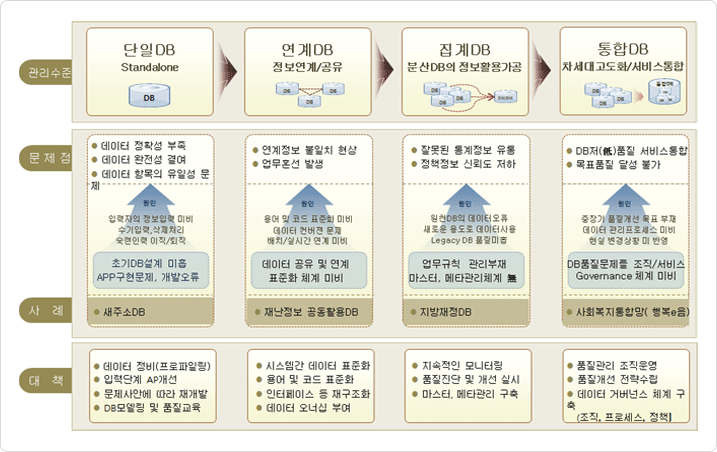 관리수준
단일DB
Standalone
DB
연계DB
정보연계/공유
DB
DB
DB
집계DB
분산DB의 정보활용가공
DB
DB
DB
DB
통합DB
차세대고도화/서비스통합
DB
DB
DB
통합DB
문제점
데이터 정확성 부족
데이터 완전성 결여
데이터 항목의 유일성 문
제
원인
입력자의 정보입력 미비
수기입력,삭제처리
숙련인력 이직/퇴직
초기DB설계 미흡
APP구현문제, 개발오류
연계정보 불일치 현상
업무혼선 발생
원인
용어 및 코드 표준화 미비
데이터 컨버젼 문제
배치/실시간 연계 미비
데이터 공유 및 연계
표준화 체계 미비
잘못된 통계정보 유통
정책정보 신뢰도 저하
원인
원천DB의 데이터오류
새로운 용도로 데이터사용
Legacy DB 품질미흡
업무규칙 관리부재
마스터, 메타관리체계 無
DB저(低)품질 서비스통합
목표품질 달성 불가
원인
중장기 품질개선 목표 부재
데이터 관리프로세스 미비
현실 변경상황 미 반영
DB품질문제를 조직/서비스
Governance 체계 미비
사 례
새주소DB
재난정보 공동활용DB
지방재정DB
사회복지통합망( 행복e음)
대 책
데이터 정비(프로파일링)
입력단계 AP개선
문제사안에 따라 재개발
DB모델링 및 품질교육
시스템간 데이터 표준화
용어 및 코드 표준화
인터페이스 등 재구조화
데이터 오너십 부여
지속적인 모니터링
품질진단 및 개선 실시
마스터, 메타관리 구축
품질관리 조직운영
품질개선 전략수립
데이터 거버넌스 체계 구
축
(조직, 프로세스, 정책)